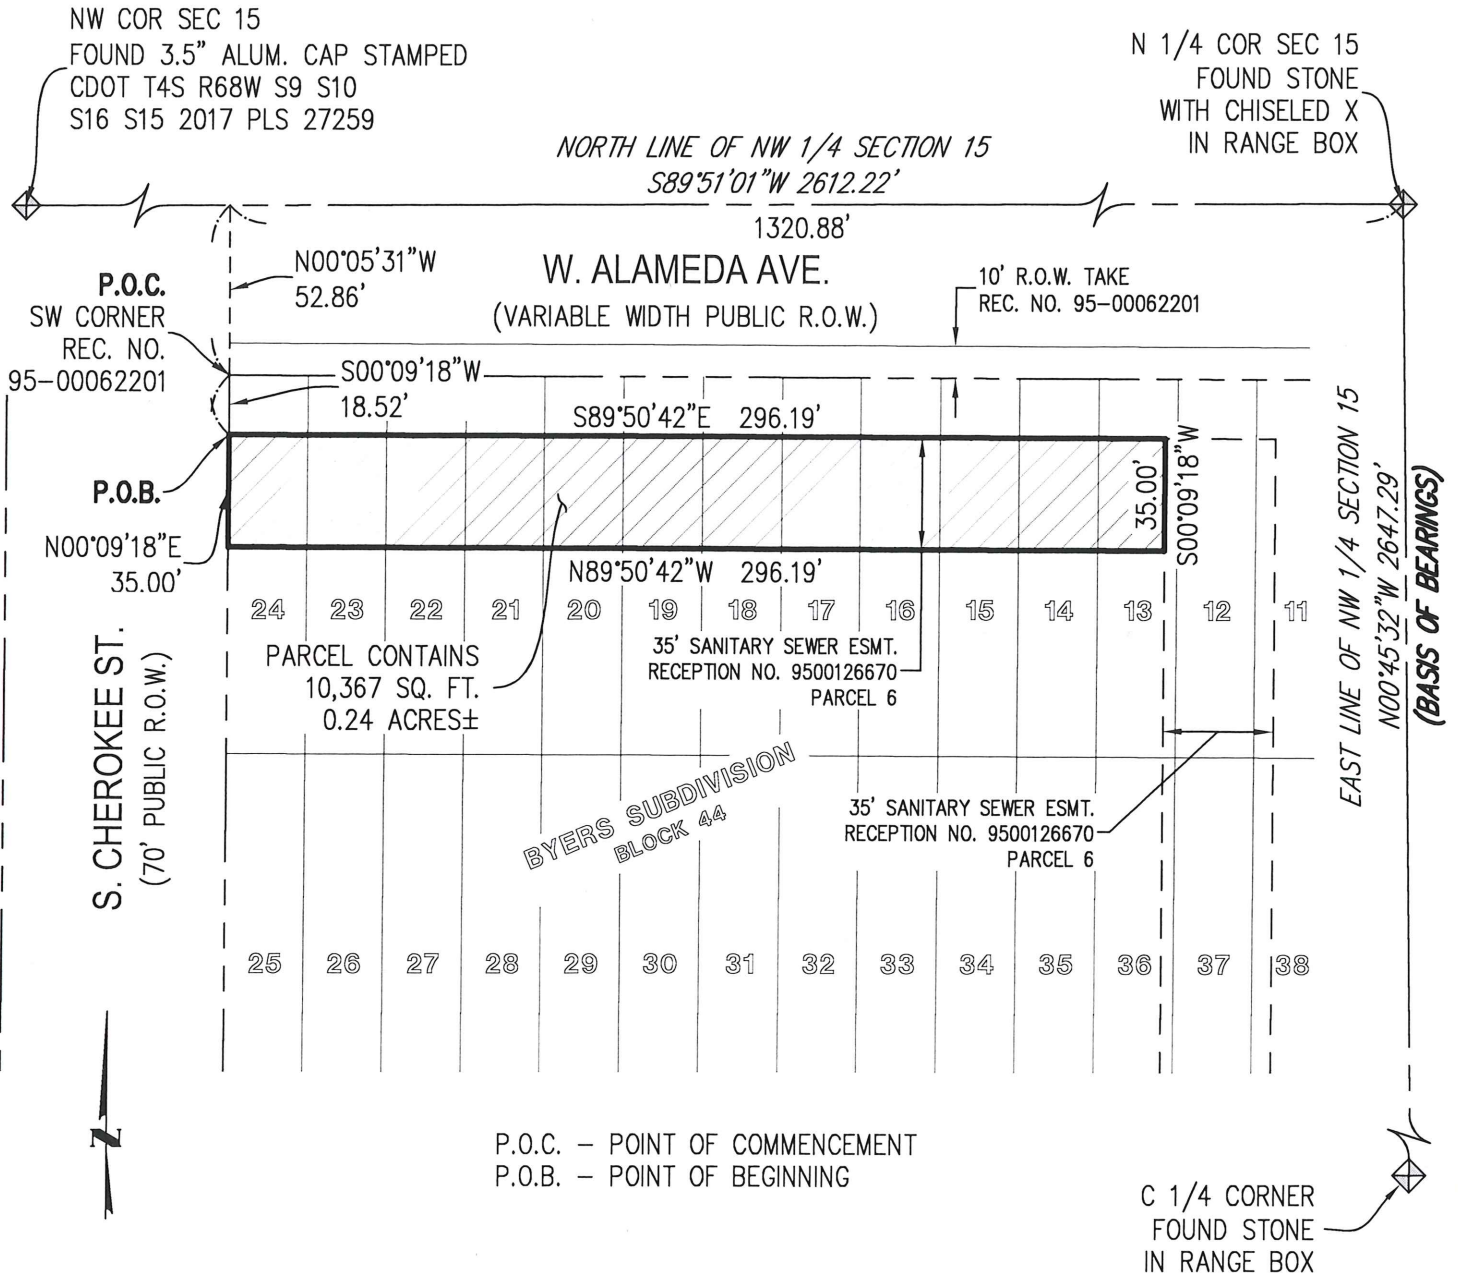 NW COR SEC 15
FOUND 3.5" ALUM. CAP STAMPED
CDOT T4S R68W S9 S10
S16 S15 2017 PLS 27259
N 1/4 COR SEC 15
FOUND STONE
WITH CHISELED X
IN RANGE BOX
NORTH LINE OF NW 1/4 SECTION 15
S89°51'01"W 2612.22'
1320.88'
N00°05'31"W
52.86'
W. ALAMEDA AVE.
(VARIABLE WIDTH PUBLIC R.O.W.)
10' R.O.W. TAKE
REC. NO. 95-00062201
P.O.C.
SW CORNER
REC. NO.
95-00062201
S00°09'18"W
18.52'
S89°50'42"E 296.19'
P.O.B.
N00°09'18"E
35.00'
35.00'
S00°09'18"W
N89°50'42"W 296.19'
24 23 22 21 20 19 18 17 16 15 14 13 12 11
PARCEL CONTAINS
10,367 SQ. FT.
0.24 ACRES±
35' SANITARY SEWER ESMT.
RECEPTION NO. 9500126670
PARCEL 6
EAST LINE OF NW 1/4 SECTION 15
N00°45'32"W 2647.29'
(BASIS OF BEARINGS)
S. CHEROKEE ST.
(70' PUBLIC R.O.W.)
BYERS SUBDIVISION
BLOCK 44
35' SANITARY SEWER ESMT.
RECEPTION NO. 9500126670
PARCEL 6
25 26 27 28 29 30 31 32 33 34 35 36 37 38
N
P.O.C. - POINT OF COMMENCEMENT
P.O.B. - POINT OF BEGINNING
C 1/4 CORNER
FOUND STONE
IN RANGE BOX